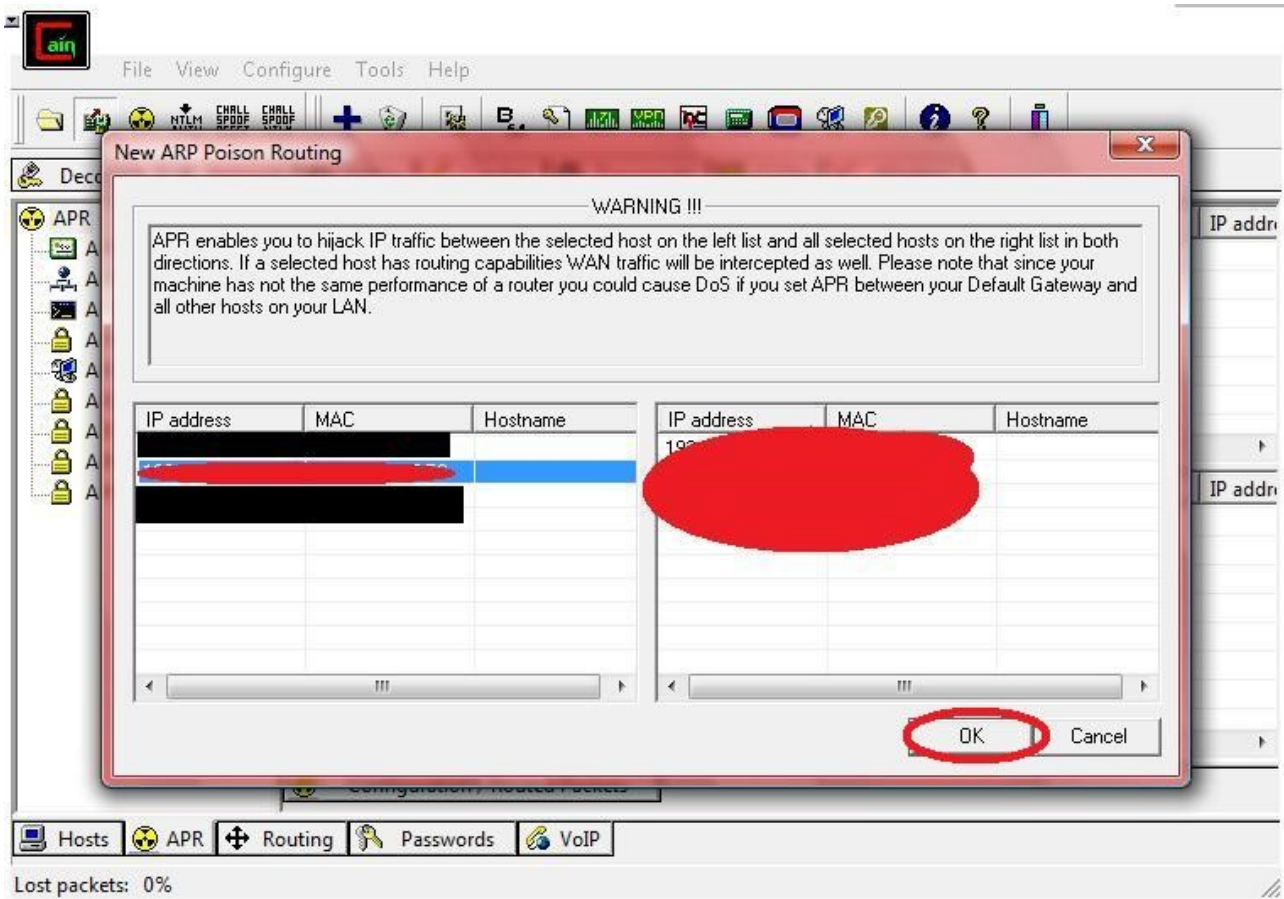 Cain
File View Configure Tools Help
NTLM AUTH CHALL SPOOF RESET CHALL SPOOF NTLM
B 64
New ARP Poison Routing
X
WARNING !!!
APR enables you to hijack IP traffic between the selected host on the left list and all selected hosts on the right list in both
directions. If a selected host has routing capabilities WAN traffic will be intercepted as well. Please note that since your
machine has not the same performance of a router you could cause DoS if you set APR between your Default Gateway and
all other hosts on your LAN.
APR
IP address MAC Hostname IP address MAC Hostname
OK Cancel
Configuration / Routed Packets
Hosts APR Routing Passwords VoIP
Lost packets: 0%